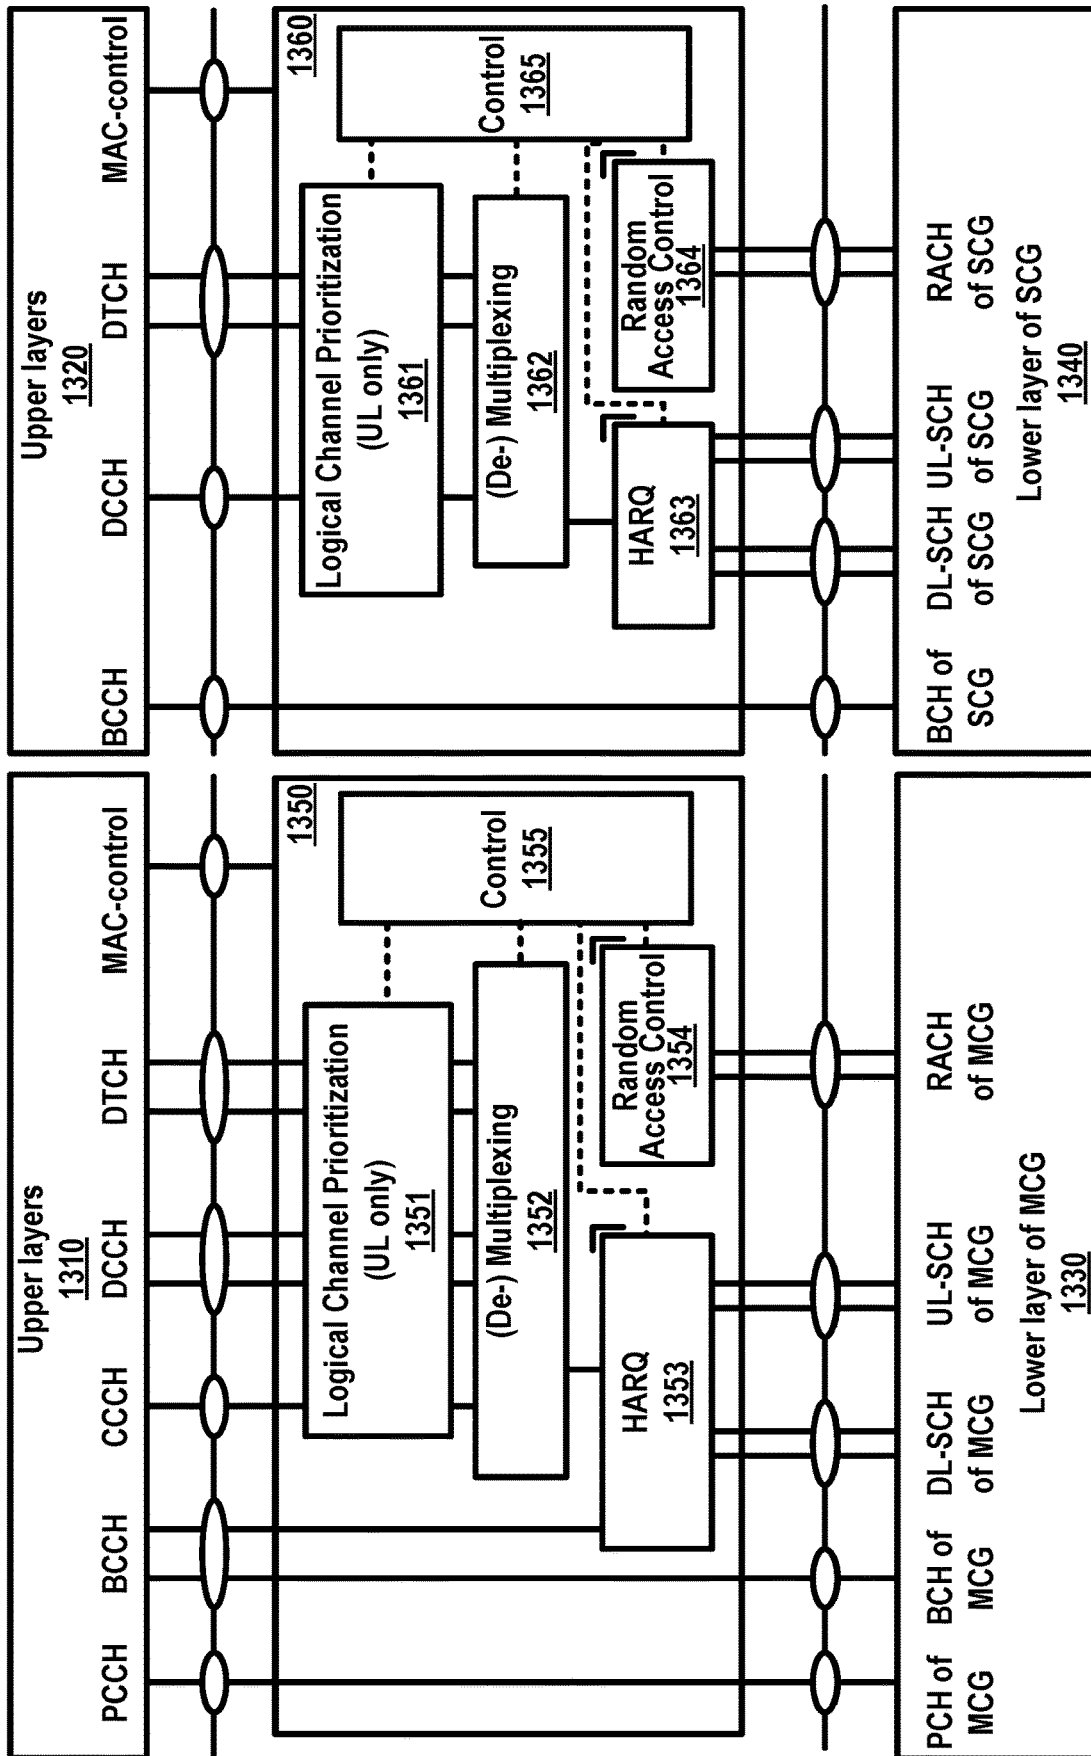 Upper layers
1310
PCCH
BCCH
CCCH
DCCH
DTCH
MAC-control
1350
Logical Channel Prioritization
(UL only)
1351
(De-) Multiplexing
1352
HARQ
1353
Random
Access Control
1354
Control
1355
PCH of
MCG
BCH of
MCG
DL-SCH
of MCG
UL-SCH
of MCG
RACH
of MCG
Lower layer of MCG
1330
Upper layers
1320
BCCH
DCCH
DTCH
MAC-control
1360
Logical Channel Prioritization
(UL only)
1361
(De-) Multiplexing
1362
HARQ
1363
Random
Access Control
1364
Control
1365
BCH of
SCG
DL-SCH
of SCG
UL-SCH
of SCG
RACH
of SCG
Lower layer of SCG
1340